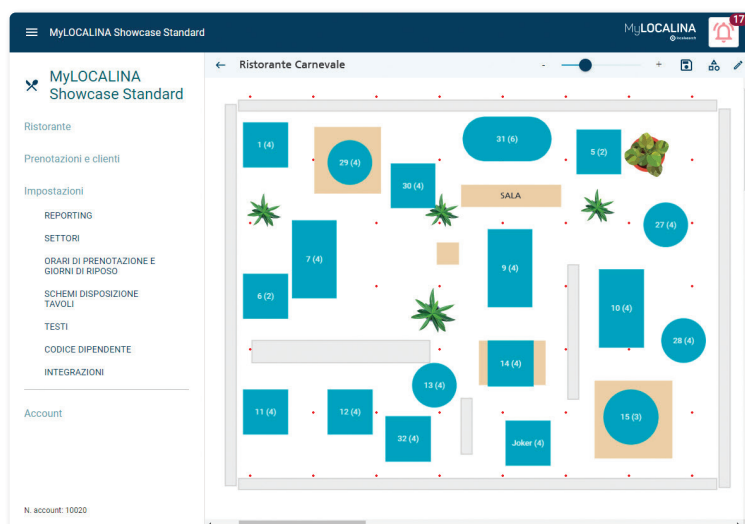 MyLOCALINA Showcase Standard
MyLOCALINA
17
MyLOCALINA
Showcase Standard
Ristorante
Prenotazioni e clienti
Impostazioni
REPORTING
SETTORI
ORARI DI PRENOTAZIONE E
GIORNI DI RIPOSO
SCHEMI DISPOSIZIONE
TAVOLI
TESTI
CODICE DIPENDENTE
INTEGRAZIONI
Account
N. account: 10020
Ristorante Carnevale
- +
1 (4)
29 (4)
30 (4)
31 (6)
5 (2)
SALA
27 (4)
7 (4)
9 (4)
6 (2)
10 (4)
28 (4)
14 (4)
13 (4)
11 (4)
12 (4)
32 (4)
Joker (4)
15 (3)